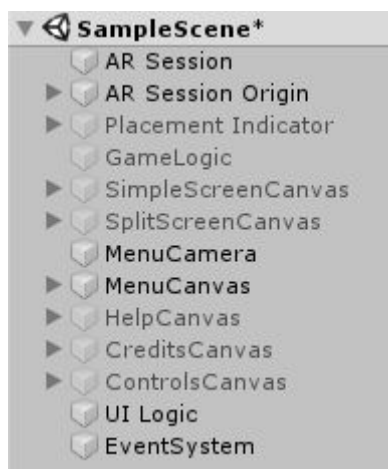 SampleScene*
AR Session
AR Session Origin
Placement Indicator
GameLogic
SimpleScreenCanvas
SplitScreenCanvas
MenuCamera
MenuCanvas
HelpCanvas
CreditsCanvas
ControlsCanvas
UI Logic
EventSystem